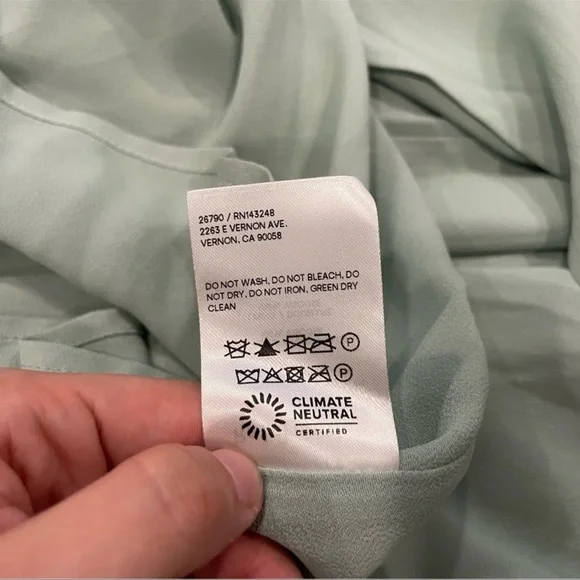 26790 / RN143248
2263 E VERNON AVE.
VERNON, CA 90058
DO NOT WASH, DO NOT BLEACH, DO
NOT DRY, DO NOT IRON, GREEN DRY
CLEAN
P
P
CLIMATE
NEUTRAL
CERTIFIED